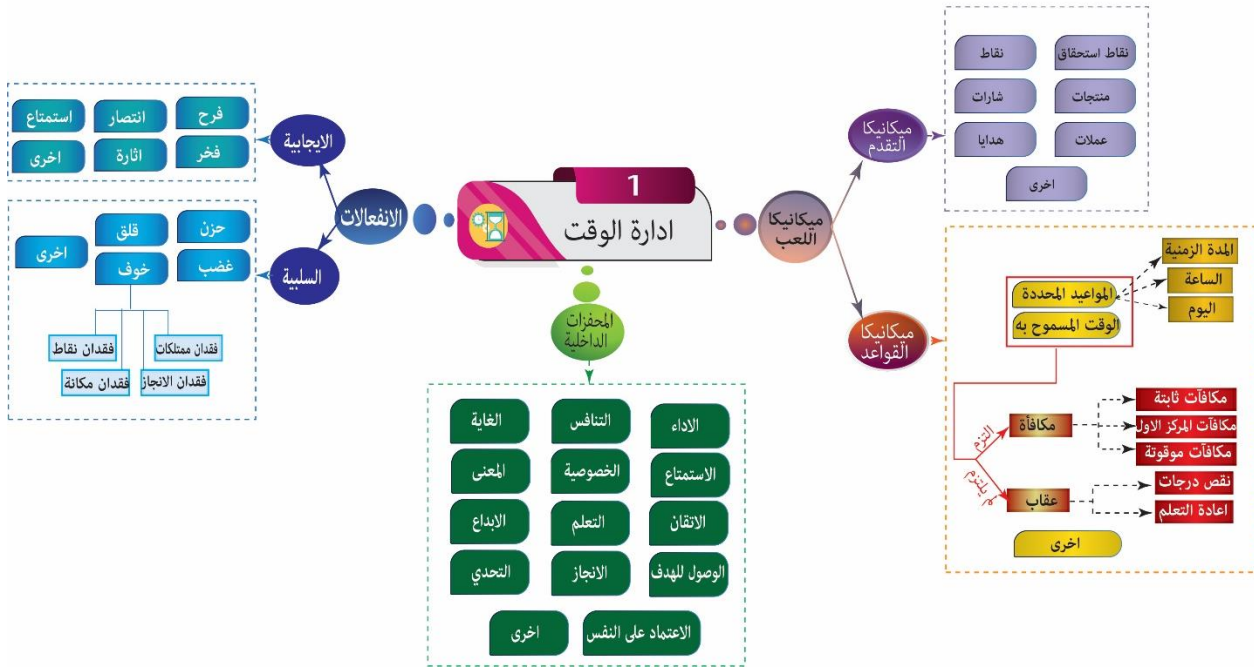 1
ادارة الوقت
ميكانيكا
اللعب
ميكانيكا
التقدم
نقاط استحقاق
نقاط
منتجات
شارات
عملات
هدايا
اخرى
ميكانيكا
القواعد
المواعيد المحددة
الوقت المسموح به
المدة الزمنية
الساعة
اليوم
التزم
مكافأة
مكافآت ثابتة
مكافآت المركز الاول
مكافآت موقوتة
لم يلتزم
عقاب
نقص درجات
اعادة التعلم
اخرى
المحفزات
الداخلية
الاداء
التنافس
الغاية
الاستمتاع
الخصوصية
المعنى
الاتقان
التعلم
الابداع
الوصول للهدف
الانجاز
التحدي
الاعتماد على النفس
اخرى
الانفعالات
الايجابية
فرح
انتصار
استمتاع
فخر
اثارة
اخرى
السلبية
حزن
قلق
اخرى
غضب
خوف
فقدان ممتلكات
فقدان نقاط
فقدان الانجاز
فقدان مكانة